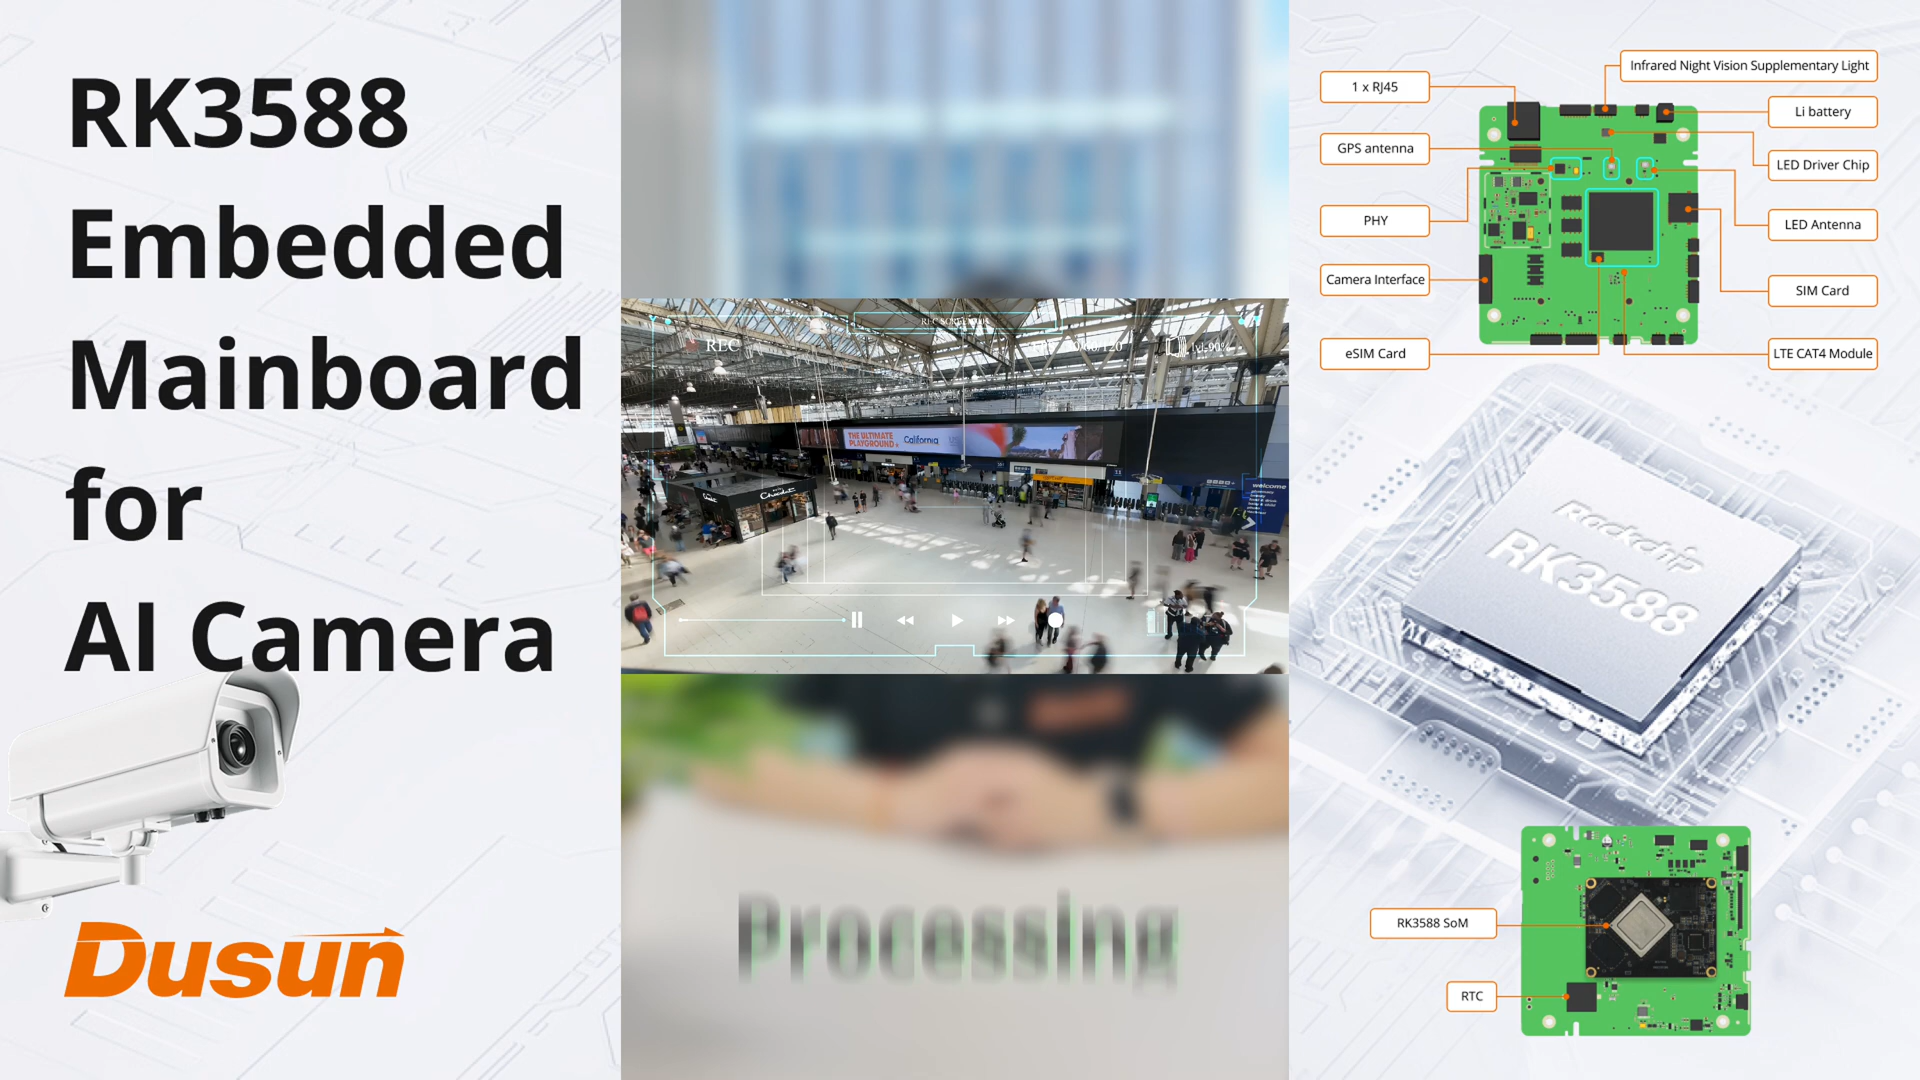 RK3588
Embedded
Mainboard
for
AI Camera
Dusun
REC
THE ULTIMATE
PLAYGROUND
California
welcome
Processing
Infrared Night Vision Supplementary Light
1 x RJ45
Li battery
GPS antenna
LED Driver Chip
PHY
LED Antenna
Camera Interface
SIM Card
eSIM Card
LTE CAT4 Module
Rockchip
RK3588
RK3588 SoM
RTC